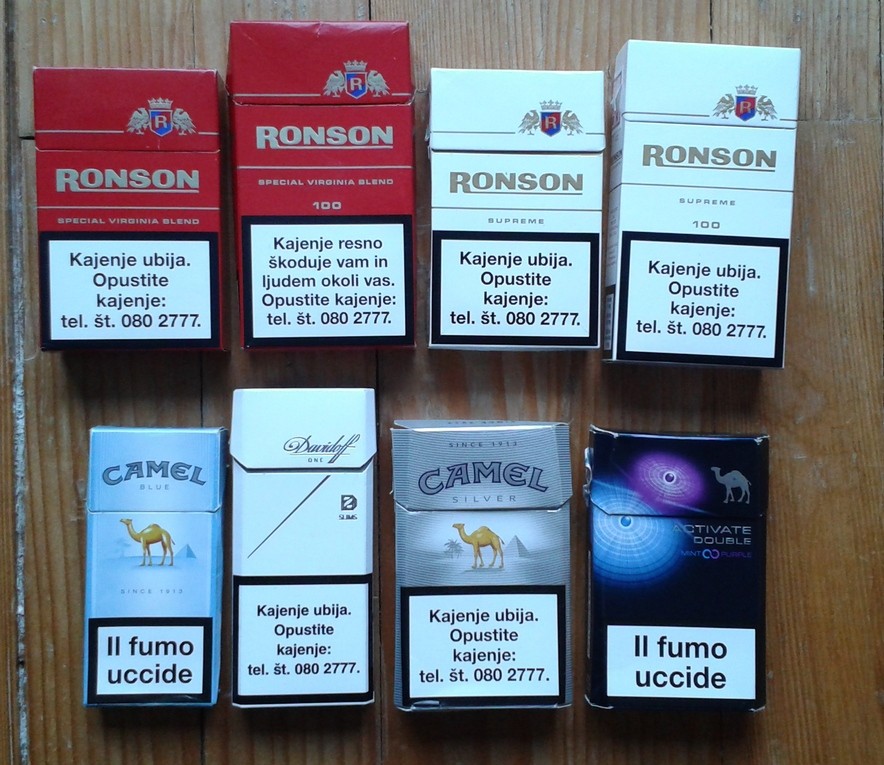 R
RONSON
SPECIAL VIRGINIA BLEND
Kajenje ubija.
Opustite
kajenje:
tel. št. 080 2777.
R
RONSON
SPECIAL VIRGINIA BLEND
100
Kajenje resno
škoduje vam in
ljudem okoli vas.
Opustite kajenje:
tel. št. 080 2777.
R
RONSON
SUPREME
Kajenje ubija.
Opustite
kajenje:
tel. št. 080 2777.
R
RONSON
SUPREME
100
Kajenje ubija.
Opustite
kajenje:
tel. št. 080 2777.
CAMEL
BLUE
SINCE 1913
Il fumo
uccide
Davidoff
ONE
SLIMS
Kajenje ubija.
Opustite
kajenje:
tel. št. 080 2777.
SINCE 1913
CAMEL
SILVER
Kajenje ubija.
Opustite
kajenje:
tel. št. 080 2777.
ACTIVATE
DOUBLE
MINT PURPLE
Il fumo
uccide